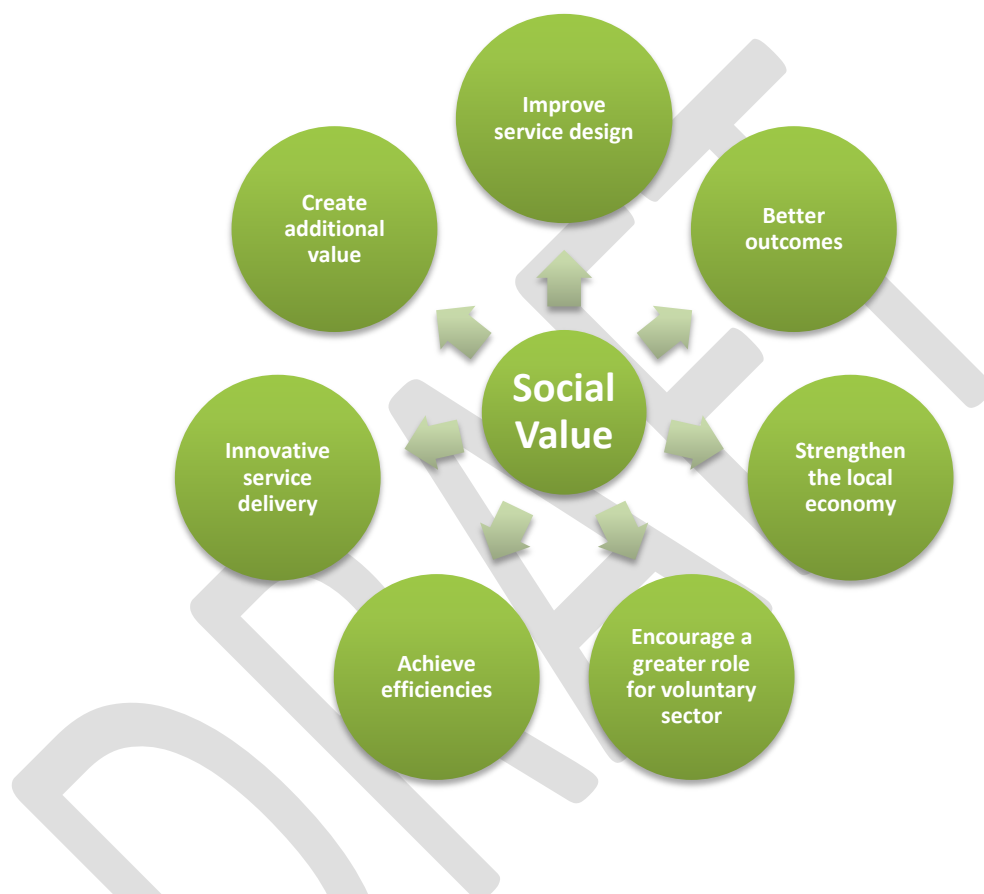 Improve
service design
Better
outcomes
Strengthen
the local
economy
Encourage a
greater role
for voluntary
sector
Achieve
efficiencies
Innovative
service
delivery
Create
additional
value
Social
Value
DRAFT